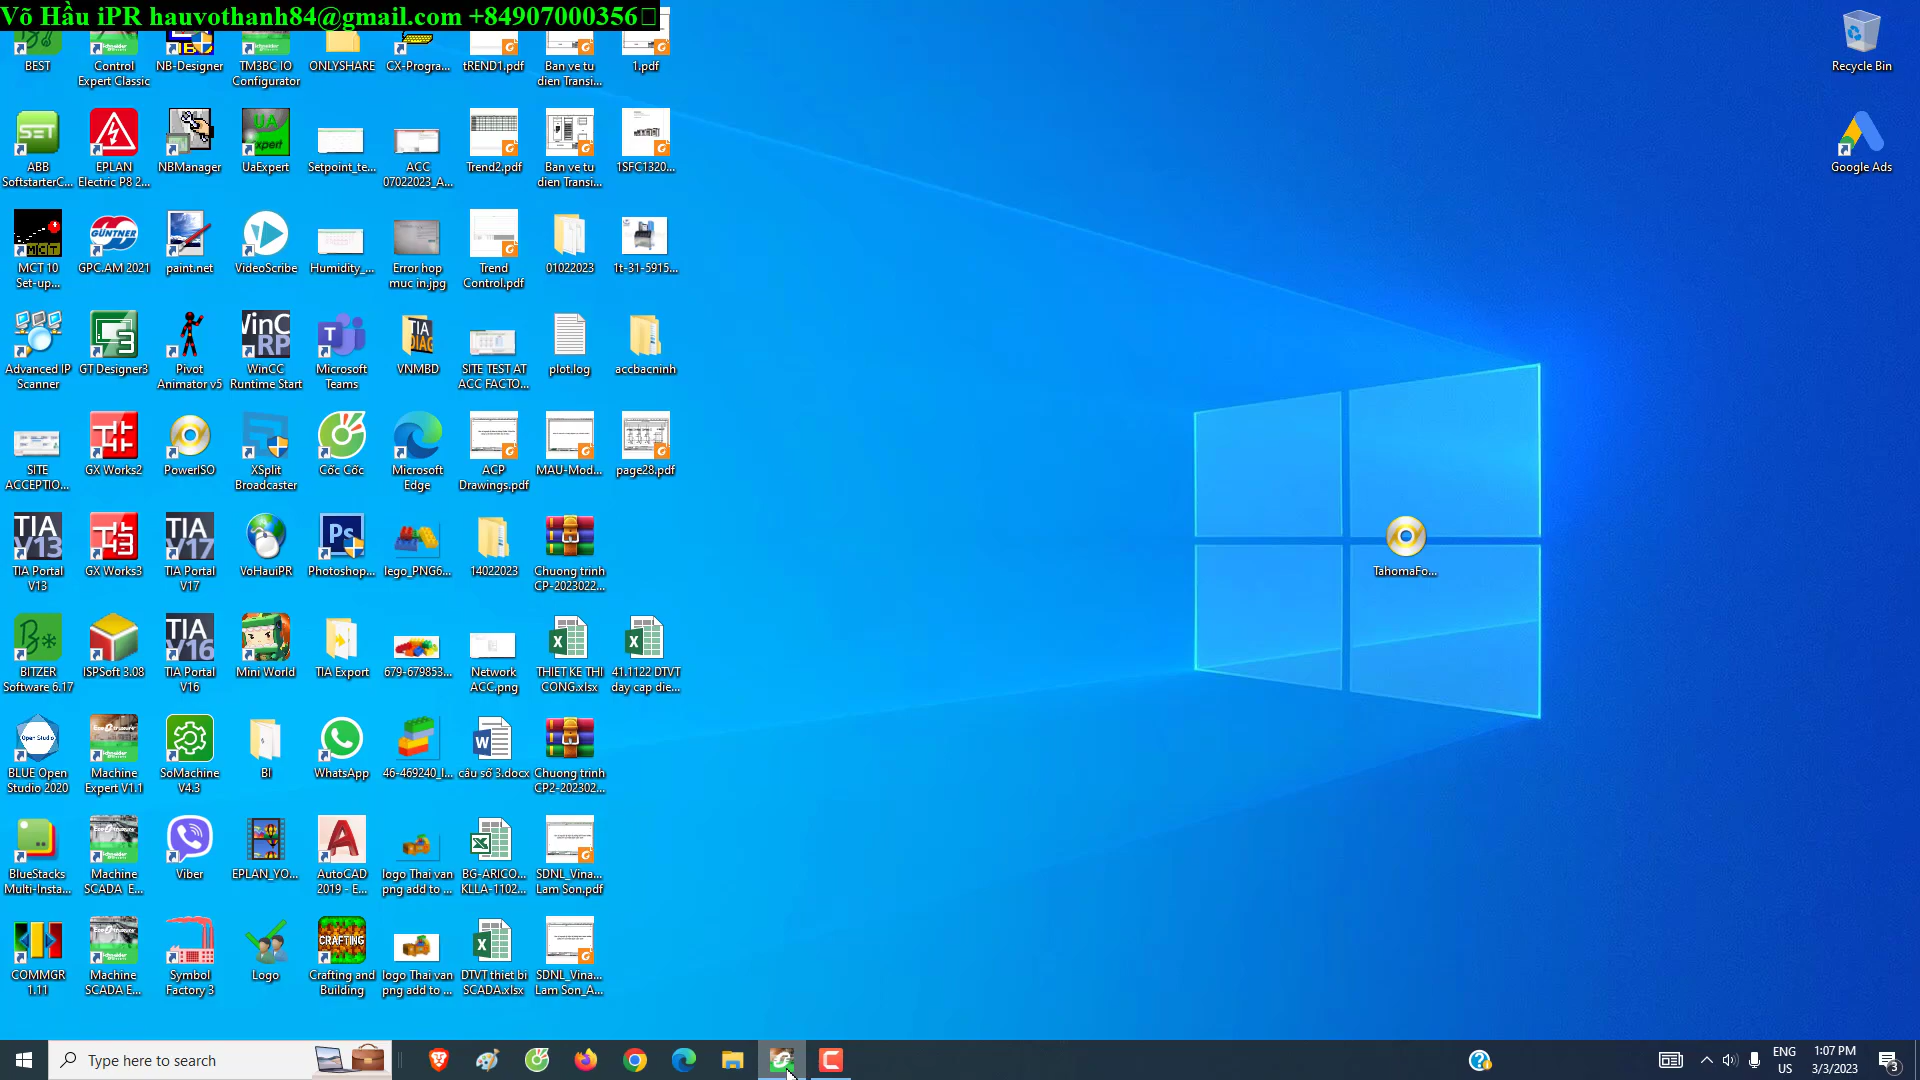 Võ Hầu iPR hauvothanh84@gmail.com +84907000356
BEST
Control
Expert Classic
NB-Designer
TM3BC IO
Configurator
ONLYSHARE
CX-Progra...
tREND1.pdf
Ban ve tu
dien Transi...
1.pdf
Recycle Bin
ABB
SoftstarterC...
EPLAN
Electric P8 2...
NBManager
UaExpert
Setpoint_te...
ACC
07022023_A...
Trend2.pdf
Ban ve tu
dien Transi...
1SFC1320...
Google Ads
MCT 10
Set-up...
GPC.AM 2021
paint.net
VideoScribe
Humidity_...
Error hop
muc in.jpg
Trend
Control.pdf
01022023
1t-31-5915...
Advanced IP
Scanner
GT Designer3
Pivot
Animator v5
WinCC
Runtime Start
Microsoft
Teams
VNMBD
SITE TEST AT
ACC FACTO...
plot.log
accbacninh
SITE
ACCEPTIO...
GX Works2
PowerISO
XSplit
Broadcaster
Cốc Cốc
Microsoft
Edge
ACP
Drawings.pdf
MAU-Mod...
page28.pdf
TIA Portal
V13
GX Works3
TIA Portal
V17
VoHauiPR
Photoshop...
lego_PNG6...
14022023
Chuong trinh
CP-2023022...
TahomaFo...
BITZER
Software 6.17
ISPSoft 3.08
TIA Portal
V16
Mini World
TIA Export
679-679853...
Network
ACC.png
THIET KE THI
CONG.xlsx
41.1122 DTVT
day cap die...
BLUE Open
Studio 2020
Machine
Expert V1.1
SoMachine
V4.3
BI
WhatsApp
46-469240_l...
câu số 3.docx
Chuong trinh
CP2-202302...
BlueStacks
Multi-Insta...
Machine
SCADA E...
Viber
EPLAN_YO...
AutoCAD
2019 - E...
logo Thai van
png add to ...
BG-ARICO...
KLLA-1102...
SDNL_Vina...
Lam Son.pdf
COMMGR
1.11
Machine
SCADA E...
Symbol
Factory 3
Logo
Crafting and
Building
logo Thai van
png add to ...
DTVT thiet bi
SCADA.xlsx
SDNL_Vina...
Lam Son_A...
Type here to search
ENG
US
1:07 PM
3/3/2023
3